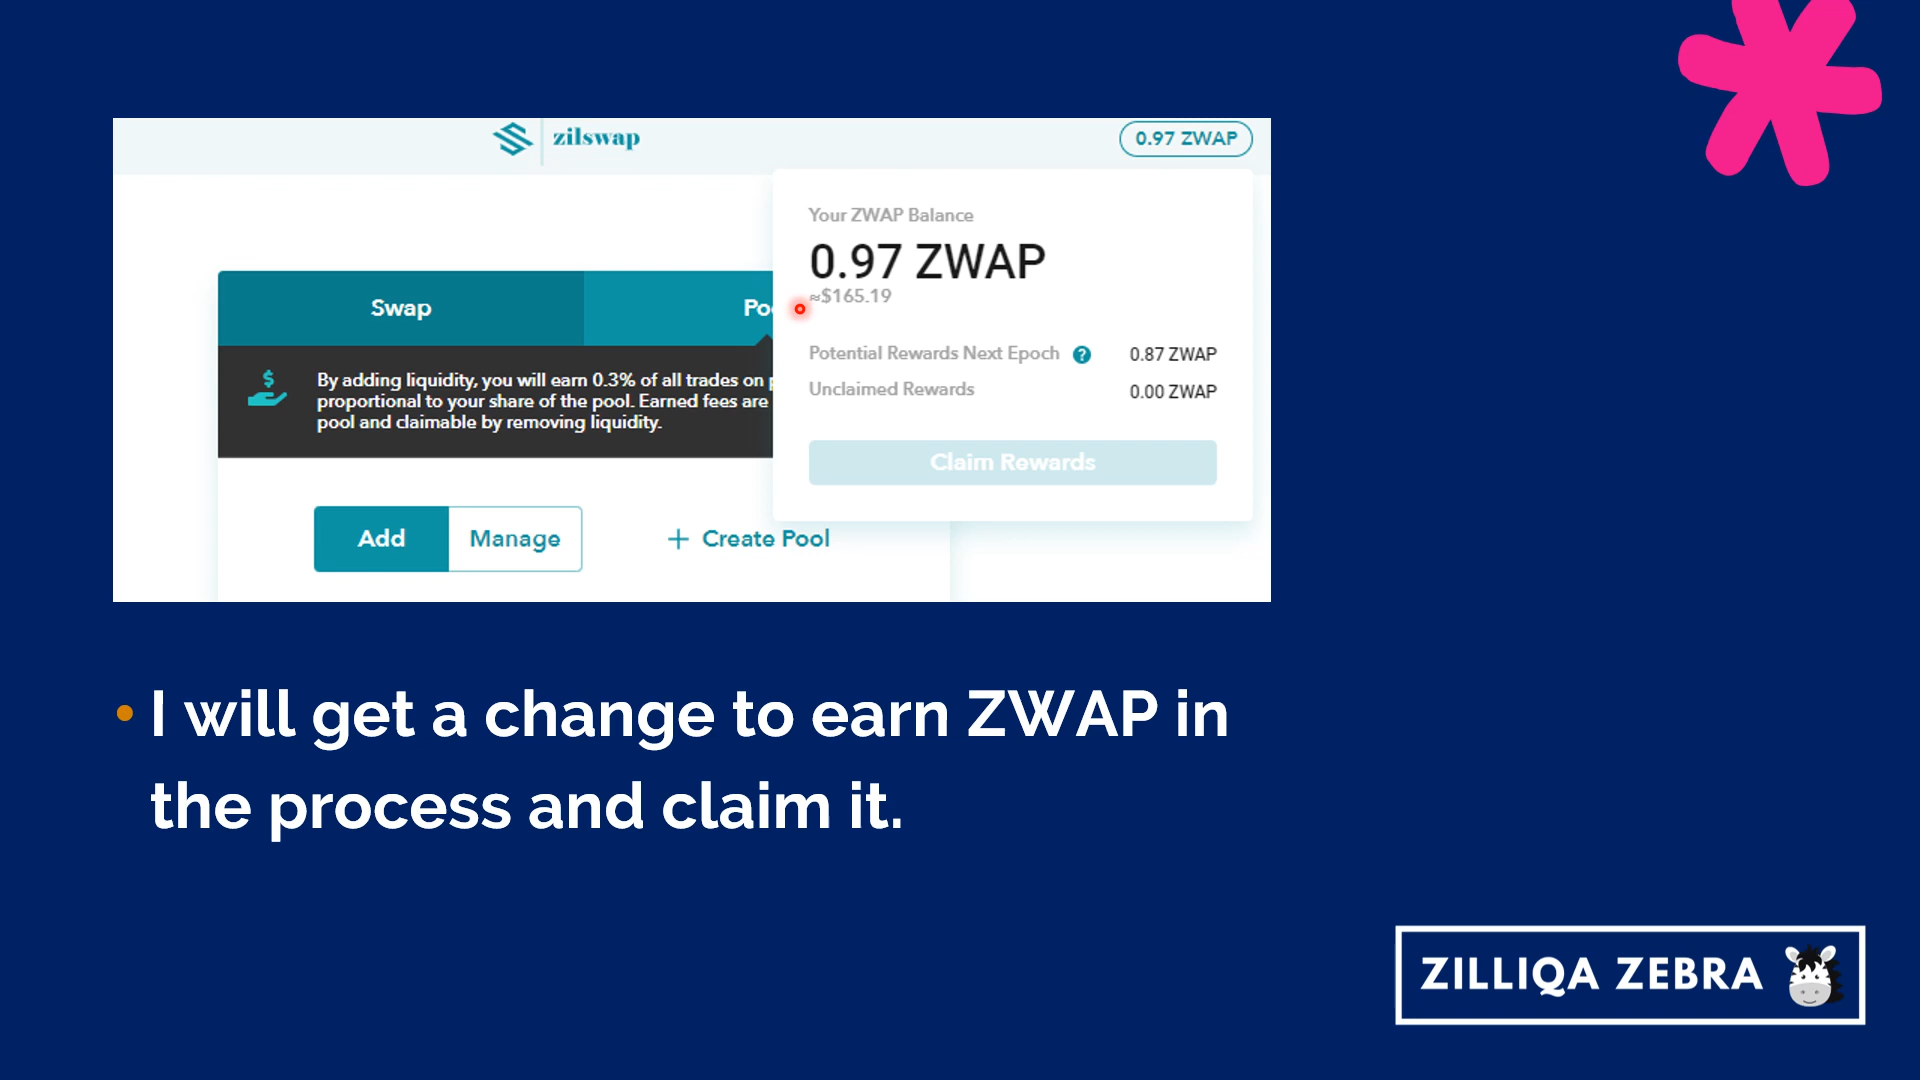 zilswap
0.97 ZWAP
Your ZWAP Balance
0.97 ZWAP
≈$165.19
Potential Rewards Next Epoch ? 0.87 ZWAP
Unclaimed Rewards 0.00 ZWAP
Claim Rewards
Swap
$
By adding liquidity, you will earn 0.3% of all trades on
proportional to your share of the pool. Earned fees are
pool and claimable by removing liquidity.
Add Manage + Create Pool
• I will get a change to earn ZWAP in
the process and claim it.
ZILLIQA ZEBRA